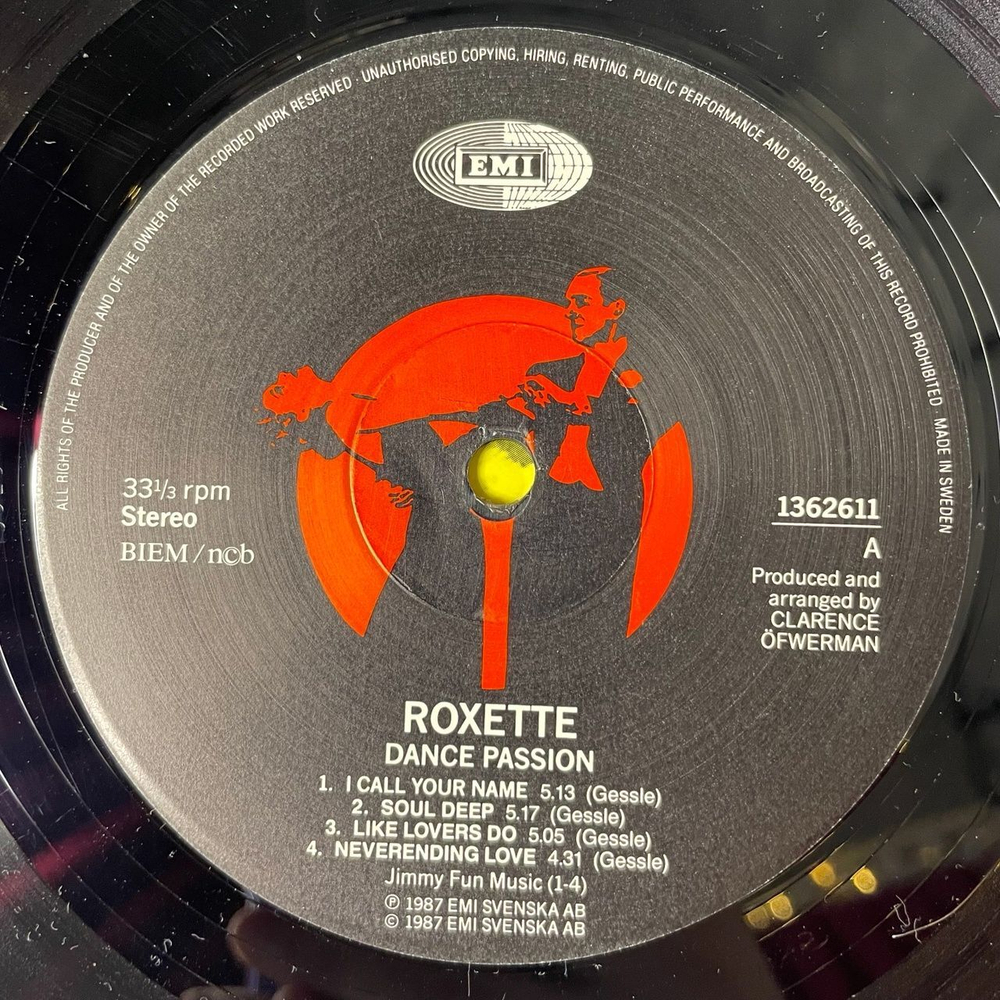 ALL RIGHTS OF THE PRODUCER AND OF THE OWNER OF THE RECORDED WORK RESERVED · UNAUTHORISED COPYING, HIRING, RENTING, PUBLIC PERFORMANCE AND BROADCASTING OF THIS RECORD PROHIBITED · MADE IN SWEDEN
EMI
33 1/3 rpm
Stereo
BIEM / n©b
1362611
A
Produced and
arranged by
CLARENCE
ÖFWERMAN
ROXETTE
DANCE PASSION
1. I CALL YOUR NAME 5.13 (Gessle)
2. SOUL DEEP 5.17 (Gessle)
3. LIKE LOVERS DO 5.05 (Gessle)
4. NEVERENDING LOVE 4.31 (Gessle)
Jimmy Fun Music (1-4)
℗ 1987 EMI SVENSKA AB
© 1987 EMI SVENSKA AB